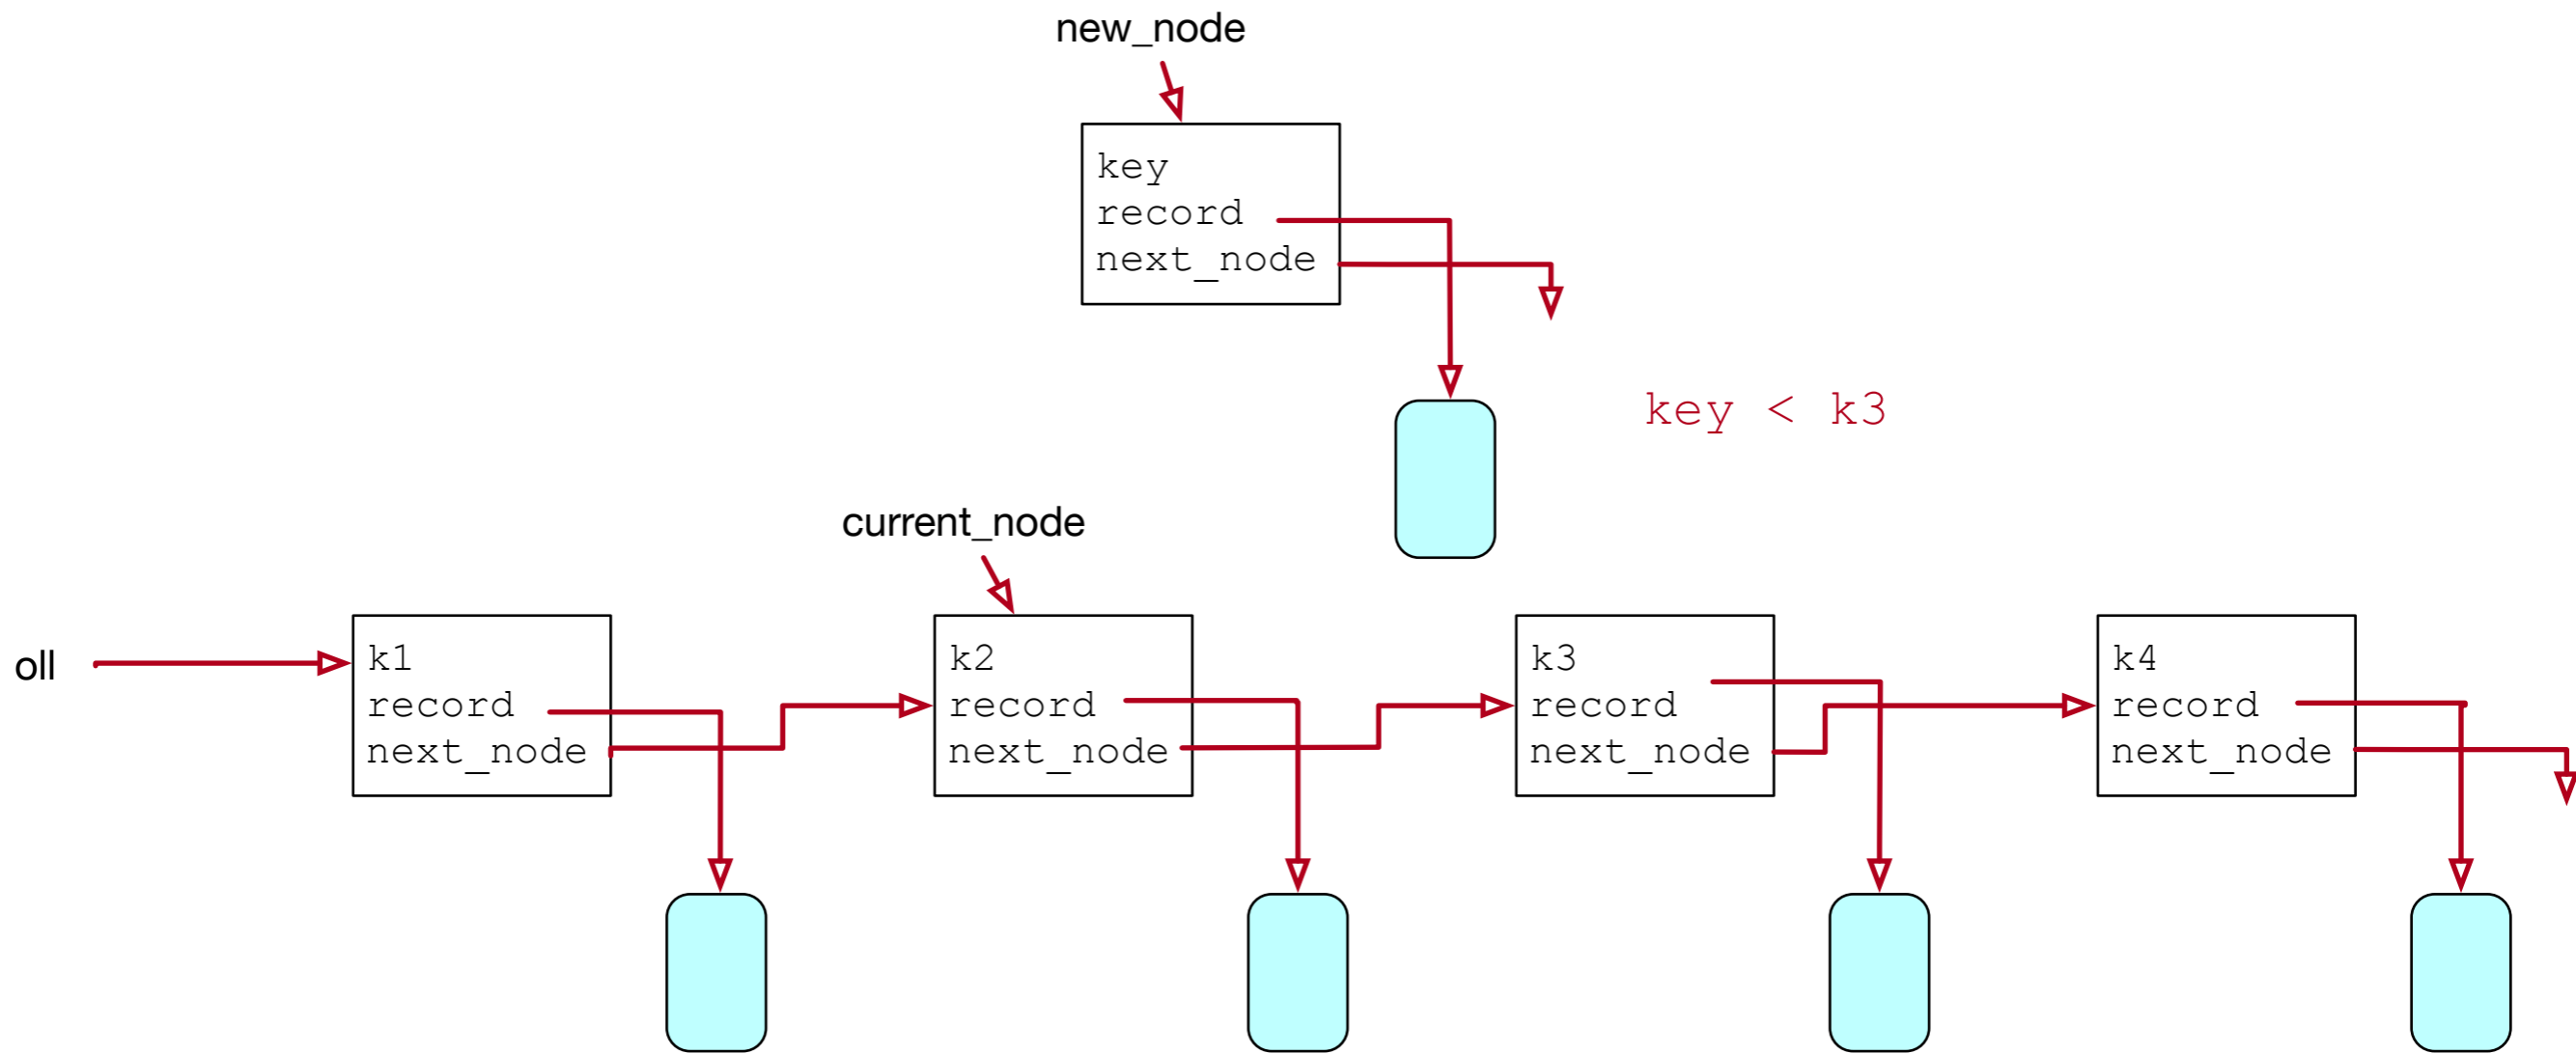 new_node
key
record
next_node
key < k3
current_node
oll
k1
record
next_node
k2
record
next_node
k3
record
next_node
k4
record
next_node